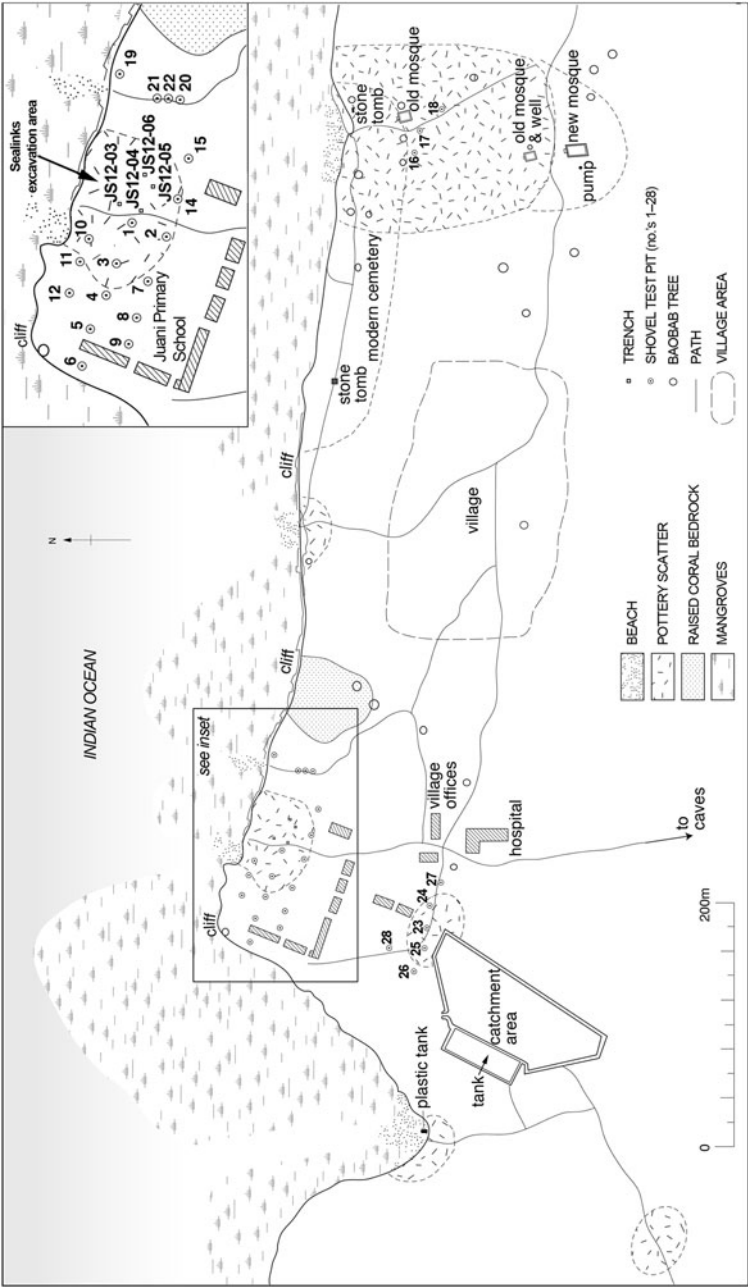 INDIAN OCEAN
N
see inset
cliff
cliff
cliff
plastic tank
tank
catchment
area
28
26
25
23
24
27
village
offices
hospital
to
caves
village
stone
tomb
modern cemetery
stone
tomb
old mosque
16
17
18
old mosque
& well
new mosque
pump
0
200m
BEACH
POTTERY SCATTER
RAISED CORAL BEDROCK
MANGROVES
TRENCH
SHOVEL TEST PIT (no.'s 1–28)
BAOBAB TREE
PATH
VILLAGE AREA
Sealinks
excavation area
cliff
JS12-03
JS12-04
JS12-06
JS12-05
Juani Primary
School
1
2
3
4
5
6
7
8
9
10
11
12
14
15
19
21
22
20